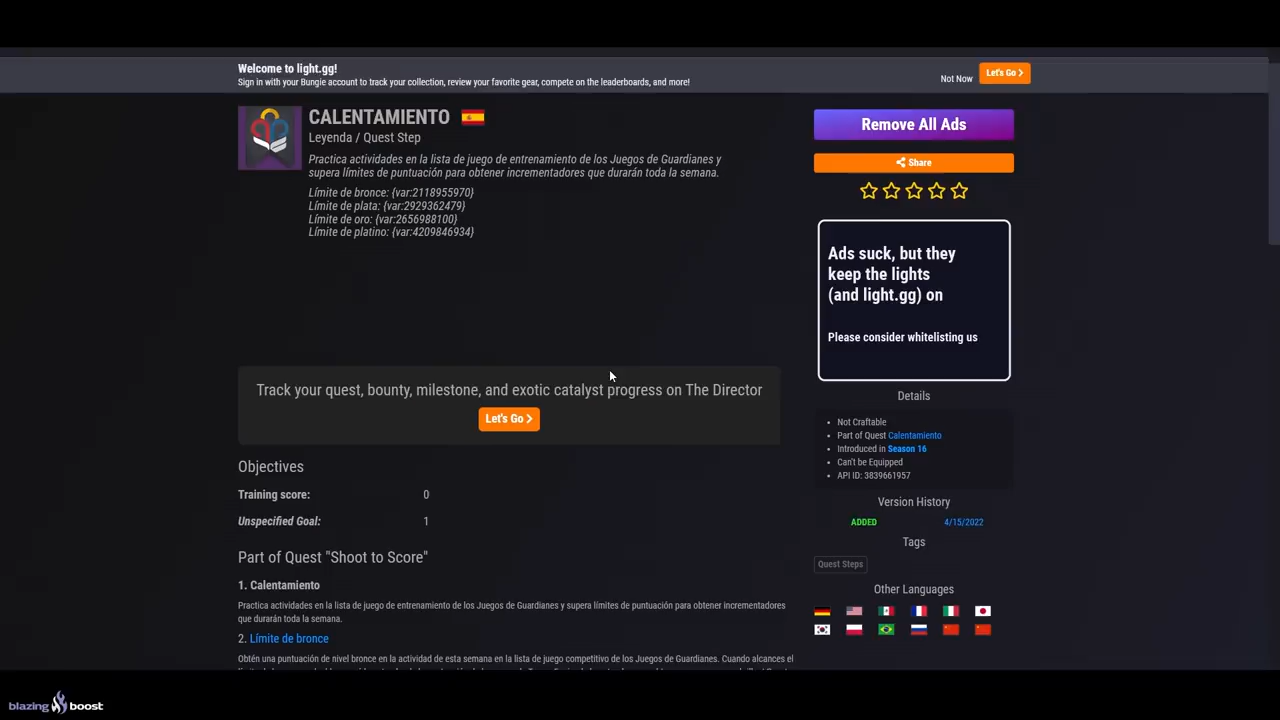 Welcome to light.gg!
Sign in with your Bungie account to track your collection, review your favorite gear, compete on the leaderboards, and more!
Not Now
Let's Go
CALENTAMIENTO
Leyenda / Quest Step
Practica actividades en la lista de juego de entrenamiento de los Juegos de Guardianes y
supera límites de puntuación para obtener incrementadores que durarán toda la semana.
Límite de bronce: {var:2118955970}
Límite de plata: {var:2929362479}
Límite de oro: {var:2656988100}
Límite de platino: {var:4209846934}
Track your quest, bounty, milestone, and exotic catalyst progress on The Director
Let's Go
Objectives
Training score: 0
Unspecified Goal: 1
Part of Quest "Shoot to Score"
1. Calentamiento
Practica actividades en la lista de juego de entrenamiento de los Juegos de Guardianes y supera límites de puntuación para obtener incrementadores
que durarán toda la semana.
2. Límite de bronce
Obtén una puntuación de nivel bronce en la actividad de esta semana en la lista de juego competitivo de los Juegos de Guardianes. Cuando alcances el
Remove All Ads
Share
Ads suck, but they
keep the lights
(and light.gg) on
Please consider whitelisting us
Details
Not Craftable
Part of Quest Calentamiento
Introduced in Season 16
Can't be Equipped
API ID: 3839661957
Version History
ADDED 4/15/2022
Tags
Quest Steps
Other Languages
blazing boost